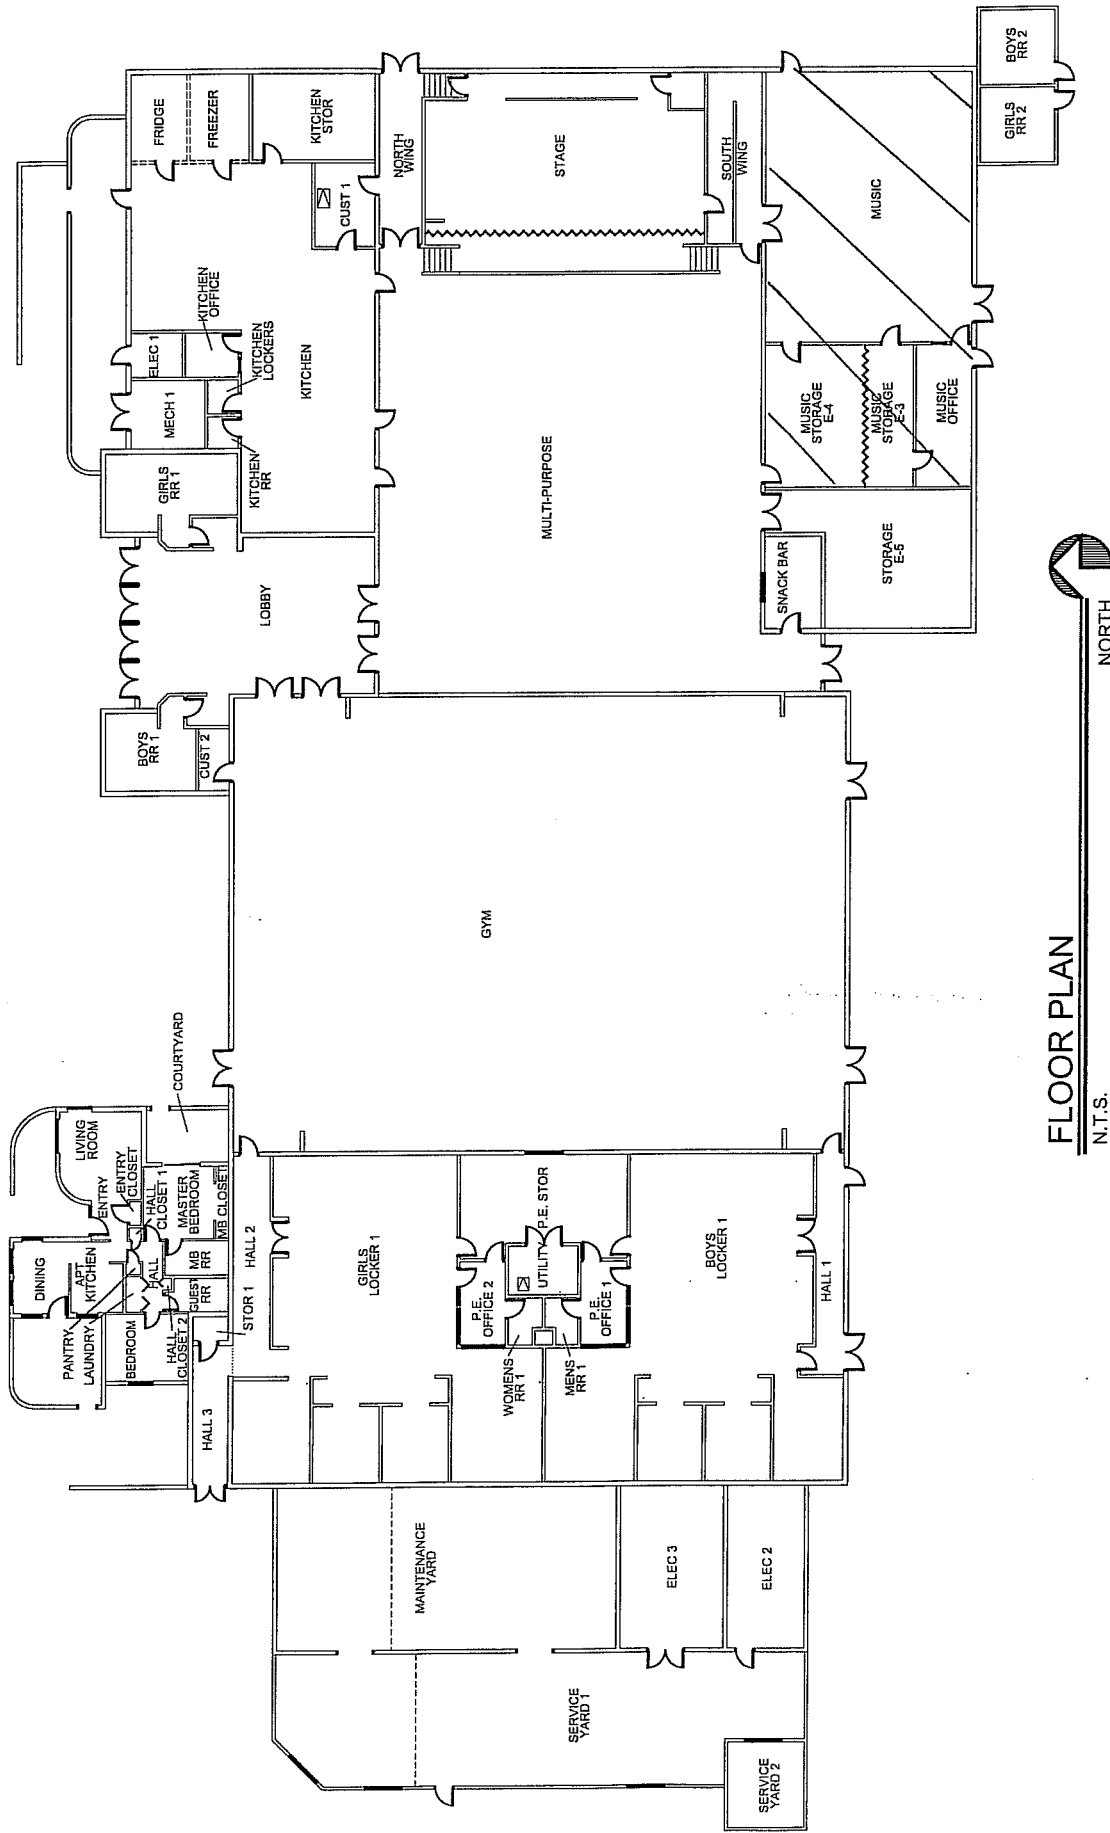 FRIDGE
FREEZER
KITCHEN
STOR
CUST 1
KITCHEN
OFFICE
ELEC 1
KITCHEN
LOCKERS
MECH 1
KITCHEN
KITCHEN
RR
GIRLS
RR 1
LOBBY
BOYS
RR 1
CUST 2
NORTH
WING
STAGE
SOUTH
WING
MULTI-PURPOSE
MUSIC
BOYS
RR 2
GIRLS
RR 2
MUSIC
STORAGE
E-4
MUSIC
STORAGE
E-3
MUSIC
OFFICE
SNACK BAR
STORAGE
E-5
GYM
COURTYARD
LIVING
ROOM
ENTRY
ENTRY
CLOSET
HALL
CLOSET 1
MASTER
BEDROOM
MB CLOSET
DINING
APT
KITCHEN
HALL
MB
RR
GUEST
RR
PANTRY
LAUNDRY
BEDROOM
HALL
CLOSET 2
STOR 1
HALL 2
HALL 3
GIRLS
LOCKER 1
P.E. STOR
UTILITY
P.E.
OFFICE 2
P.E.
OFFICE 1
WOMENS
RR 1
MENS
RR 1
BOYS
LOCKER 1
HALL 1
MAINTENANCE
YARD
ELEC 3
ELEC 2
SERVICE
YARD 1
SERVICE
YARD 2
FLOOR PLAN
N.T.S.
NORTH